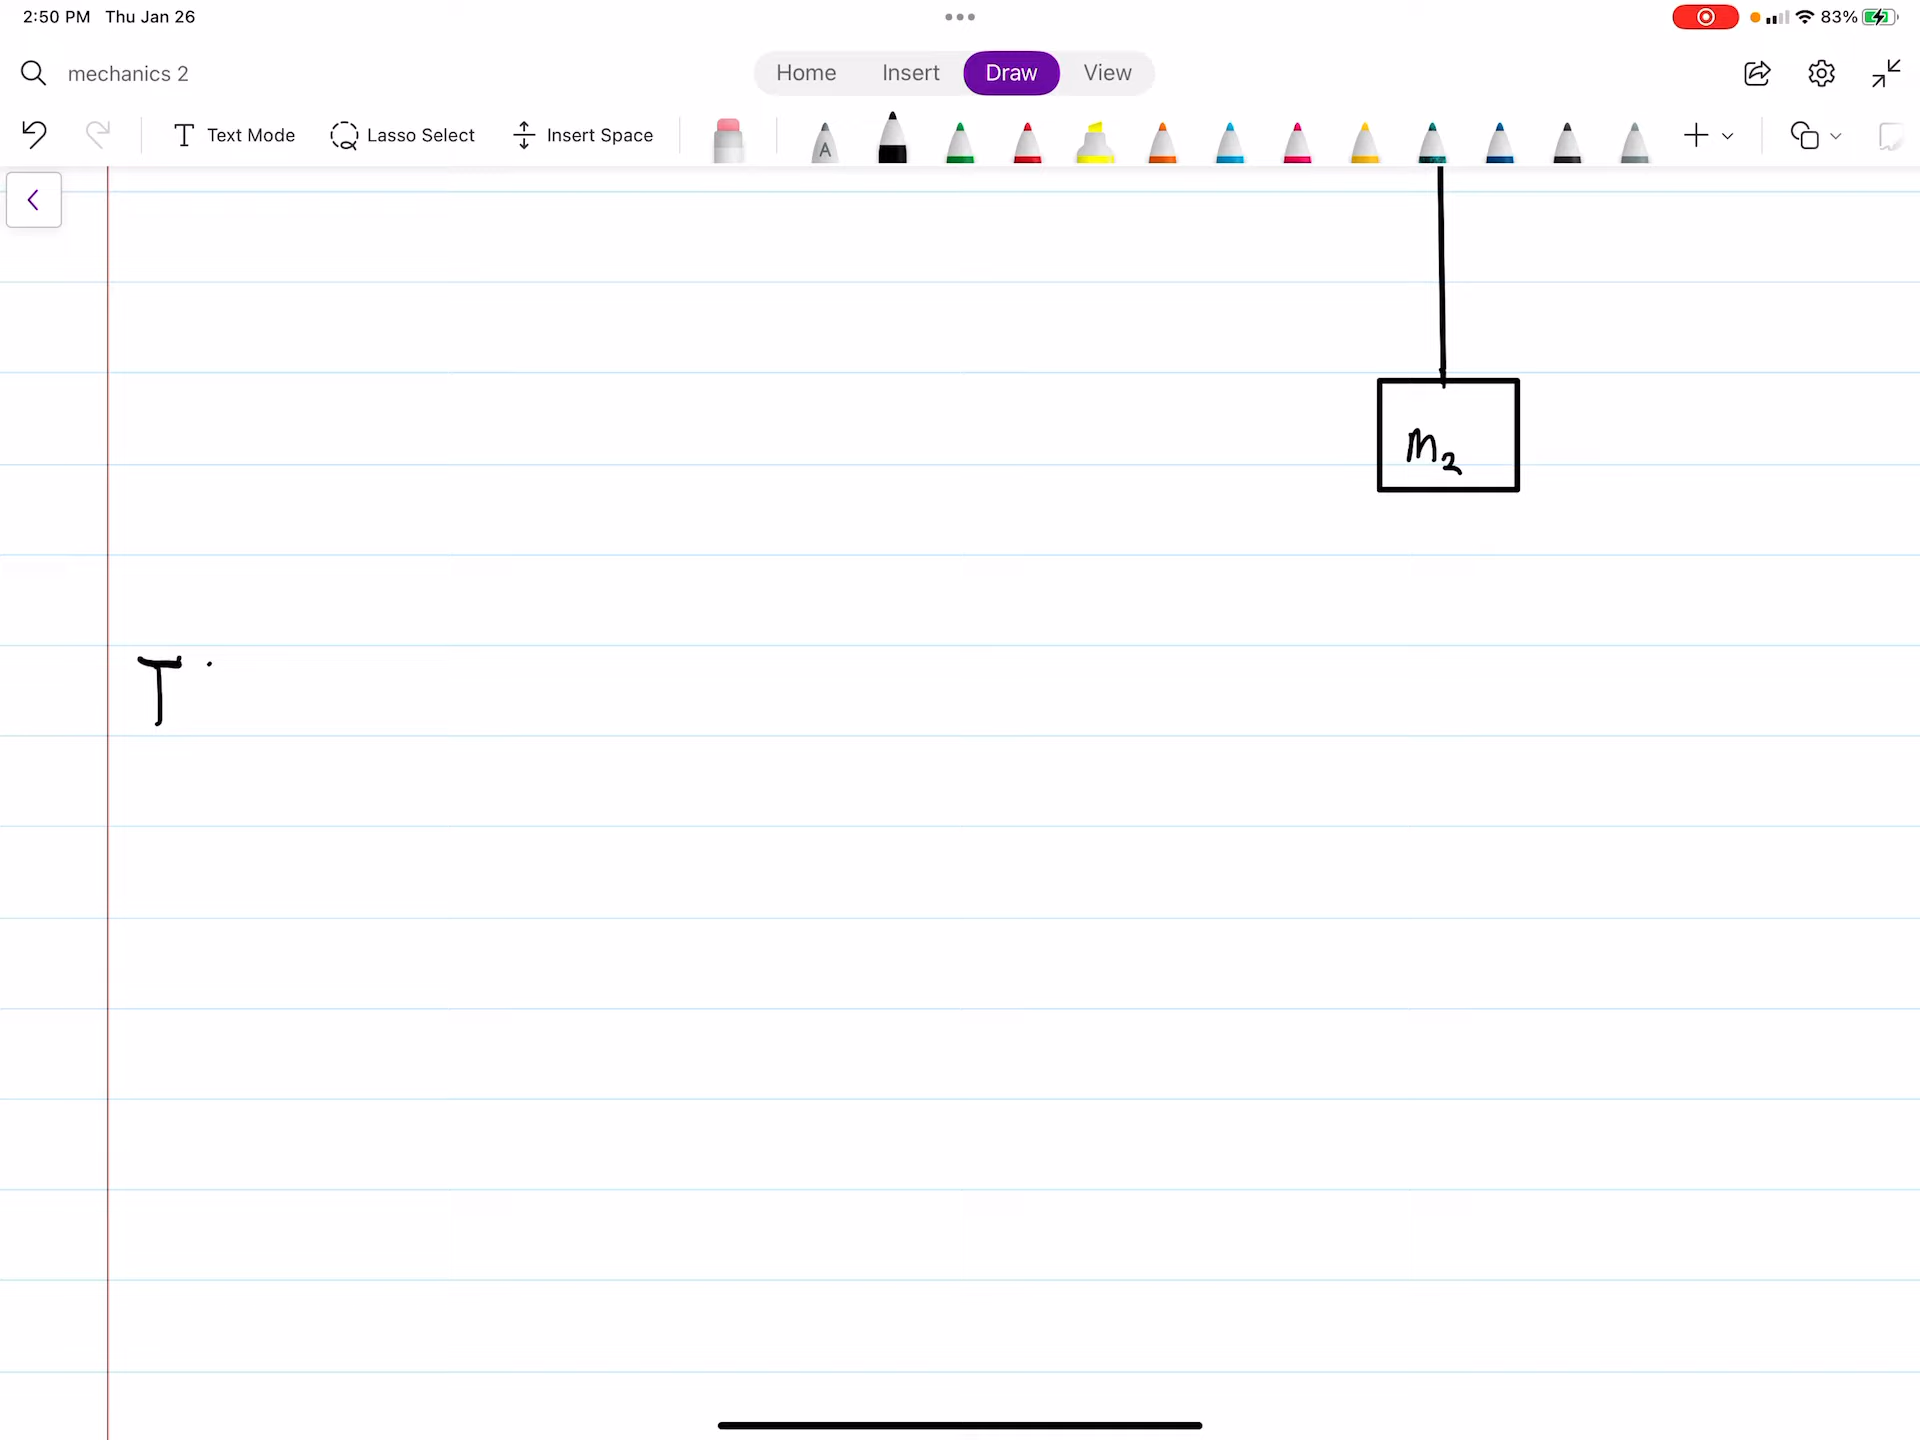 2:50 PM Thu Jan 26
83%
mechanics 2
Home Insert Draw View
Text Mode Lasso Select Insert Space
A
m₂
T